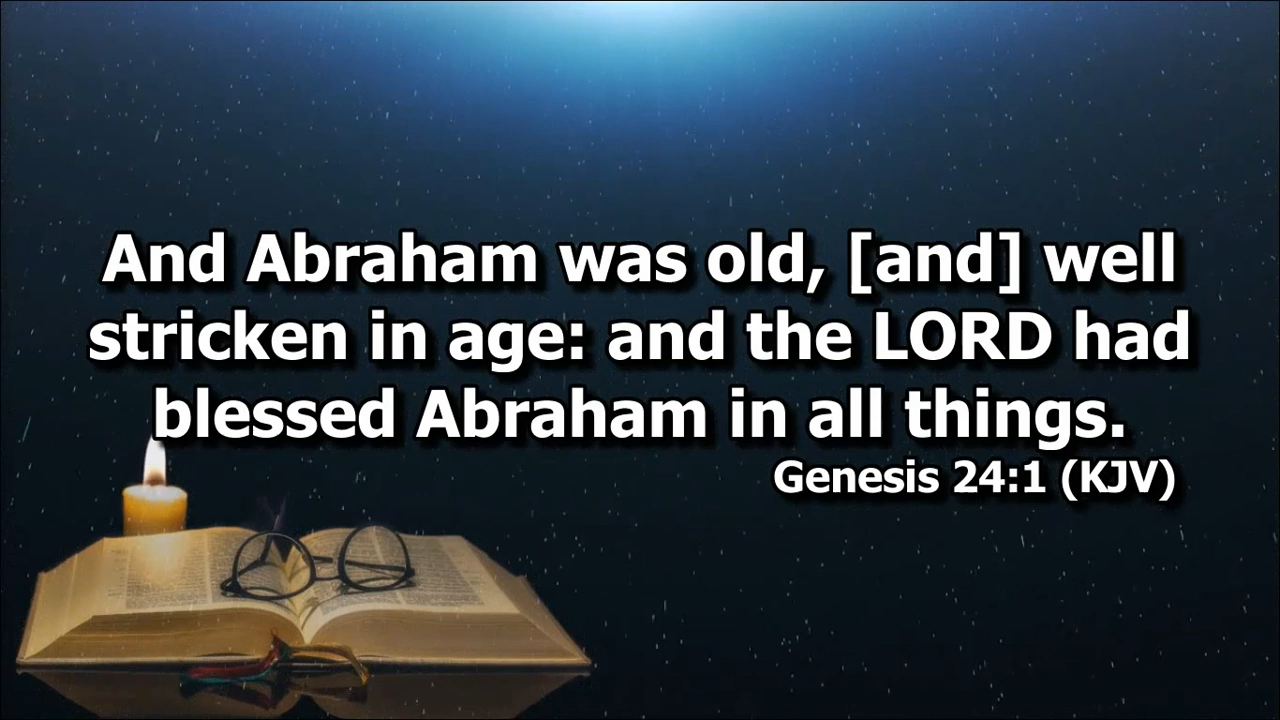 And Abraham was old, [and] well
stricken in age: and the LORD had
blessed Abraham in all things.
Genesis 24:1 (KJV)